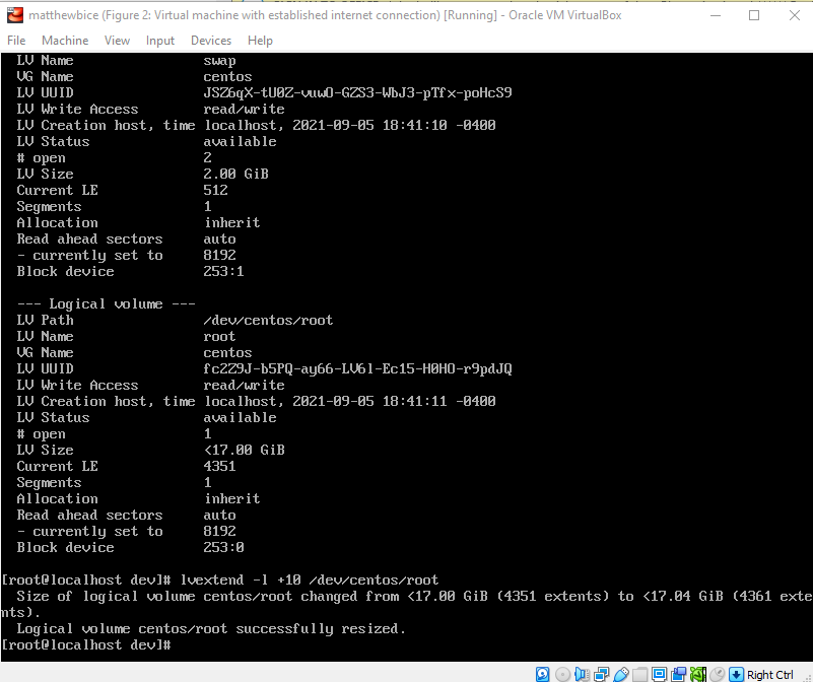 matthewbice (Figure 2: Virtual machine with established internet connection) [Running] - Oracle VM VirtualBox
File Machine View Input Devices Help
LV Name swap
VG Name centos
LV UUID JSZ6qX-tU0Z-vuwO-GZS3-WbJ3-pTfx-poHcS9
LV Write Access read/write
LV Creation host, time localhost, 2021-09-05 18:41:10 -0400
LV Status available
# open 2
LV Size 2.00 GiB
Current LE 512
Segments 1
Allocation inherit
Read ahead sectors auto
- currently set to 8192
Block device 253:1
--- Logical volume ---
LV Path /dev/centos/root
LV Name root
VG Name centos
LV UUID fc2Z9J-b5PQ-ay66-LV6l-Ec15-H0HO-r9pdJQ
LV Write Access read/write
LV Creation host, time localhost, 2021-09-05 18:41:11 -0400
LV Status available
# open 1
LV Size <17.00 GiB
Current LE 4351
Segments 1
Allocation inherit
Read ahead sectors auto
- currently set to 8192
Block device 253:0
[root@localhost dev]# lvextend -l +10 /dev/centos/root
Size of logical volume centos/root changed from <17.00 GiB (4351 extents) to <17.04 GiB (4361 exte
nts).
Logical volume centos/root successfully resized.
[root@localhost dev]#
Right Ctrl